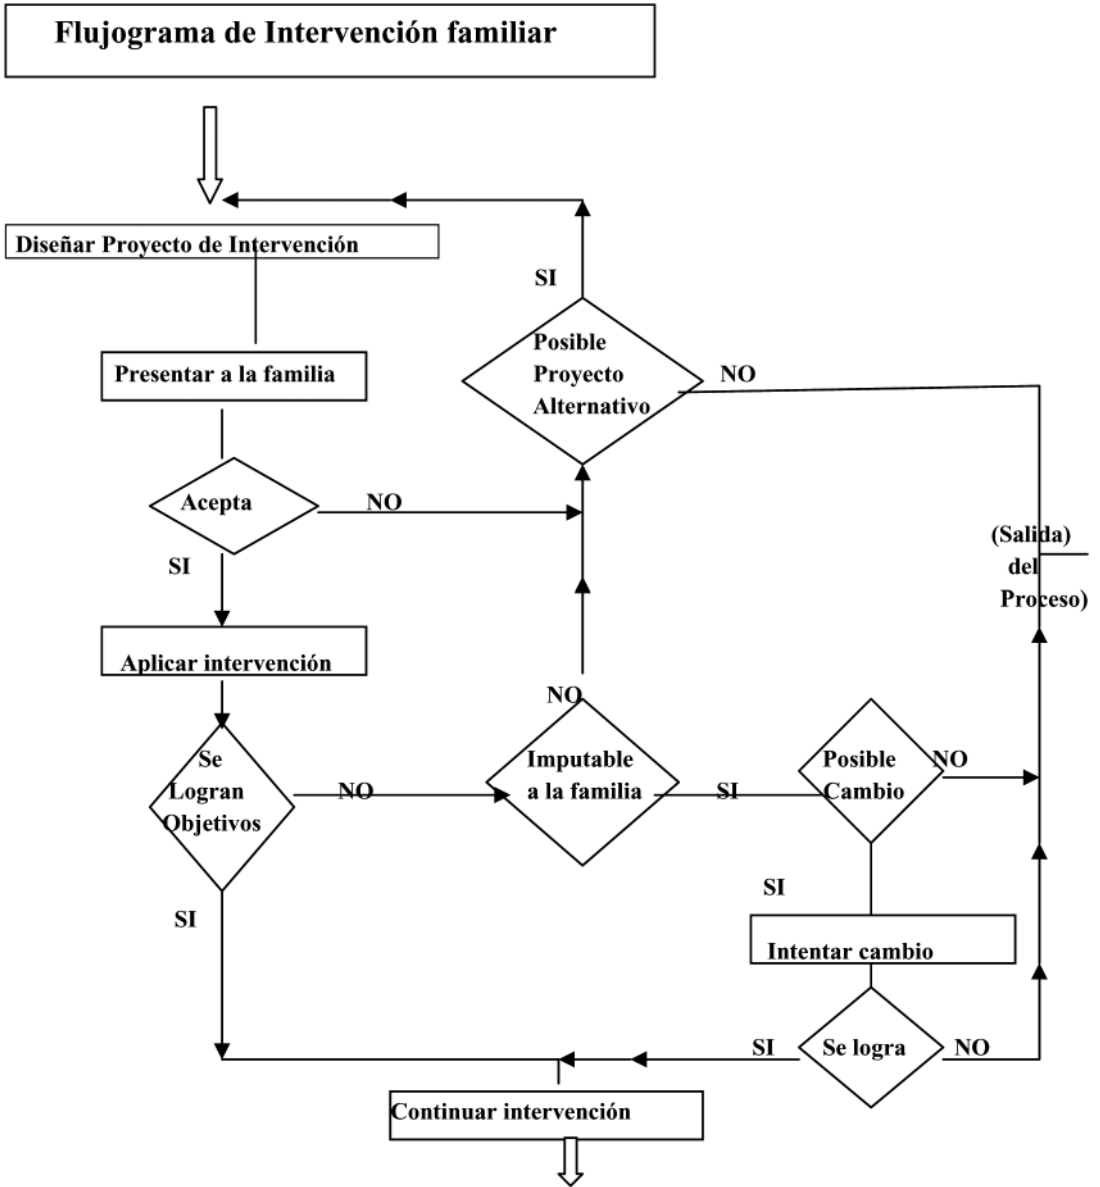 Flujograma de Intervención familiar
Diseñar Proyecto de Intervención
SI
Posible
Proyecto
Alternativo
NO
Presentar a la familia
Acepta
NO
SI
(Salida)
del
Proceso)
Aplicar intervención
NO
Se
Logran
Objetivos
NO
Imputable
a la familia
SI
Posible
Cambio
NO
SI
SI
Intentar cambio
SI
Se logra
NO
Continuar intervención